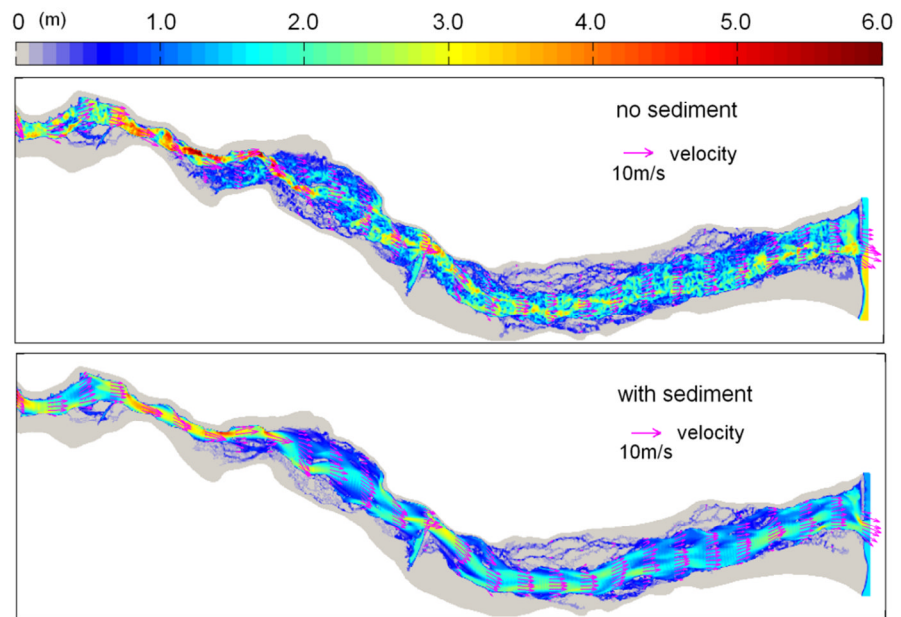 0 (m) 1.0 2.0 3.0 4.0 5.0 6.0
no sediment
velocity
10m/s
with sediment
velocity
10m/s